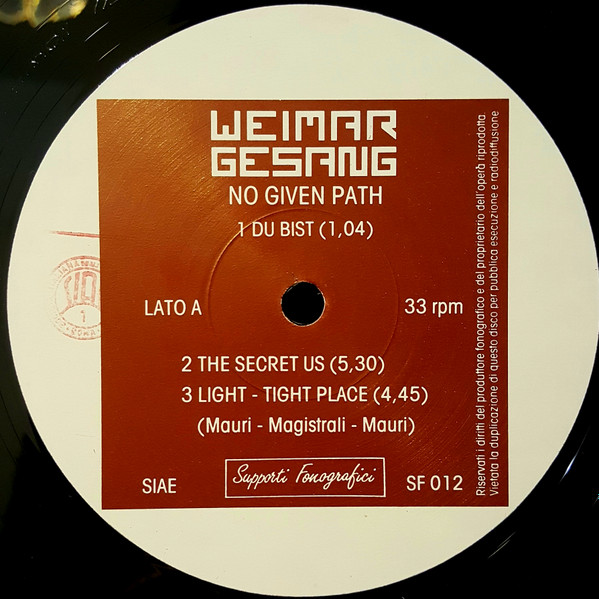 WEIMAR
GESANG
NO GIVEN PATH
1 DU BIST (1,04)
LATO A
33 rpm
2 THE SECRET US (5,30)
3 LIGHT - TIGHT PLACE (4,45)
(Mauri - Magistrali - Mauri)
SIAE
Supporti Fonografici
SF 012
Riservati i diritti del produttore fonografico e del proprietario dell'operà riprodotta
Vietata la duplicazione di questo disco per pubblica esecuzione e radiodiffusione